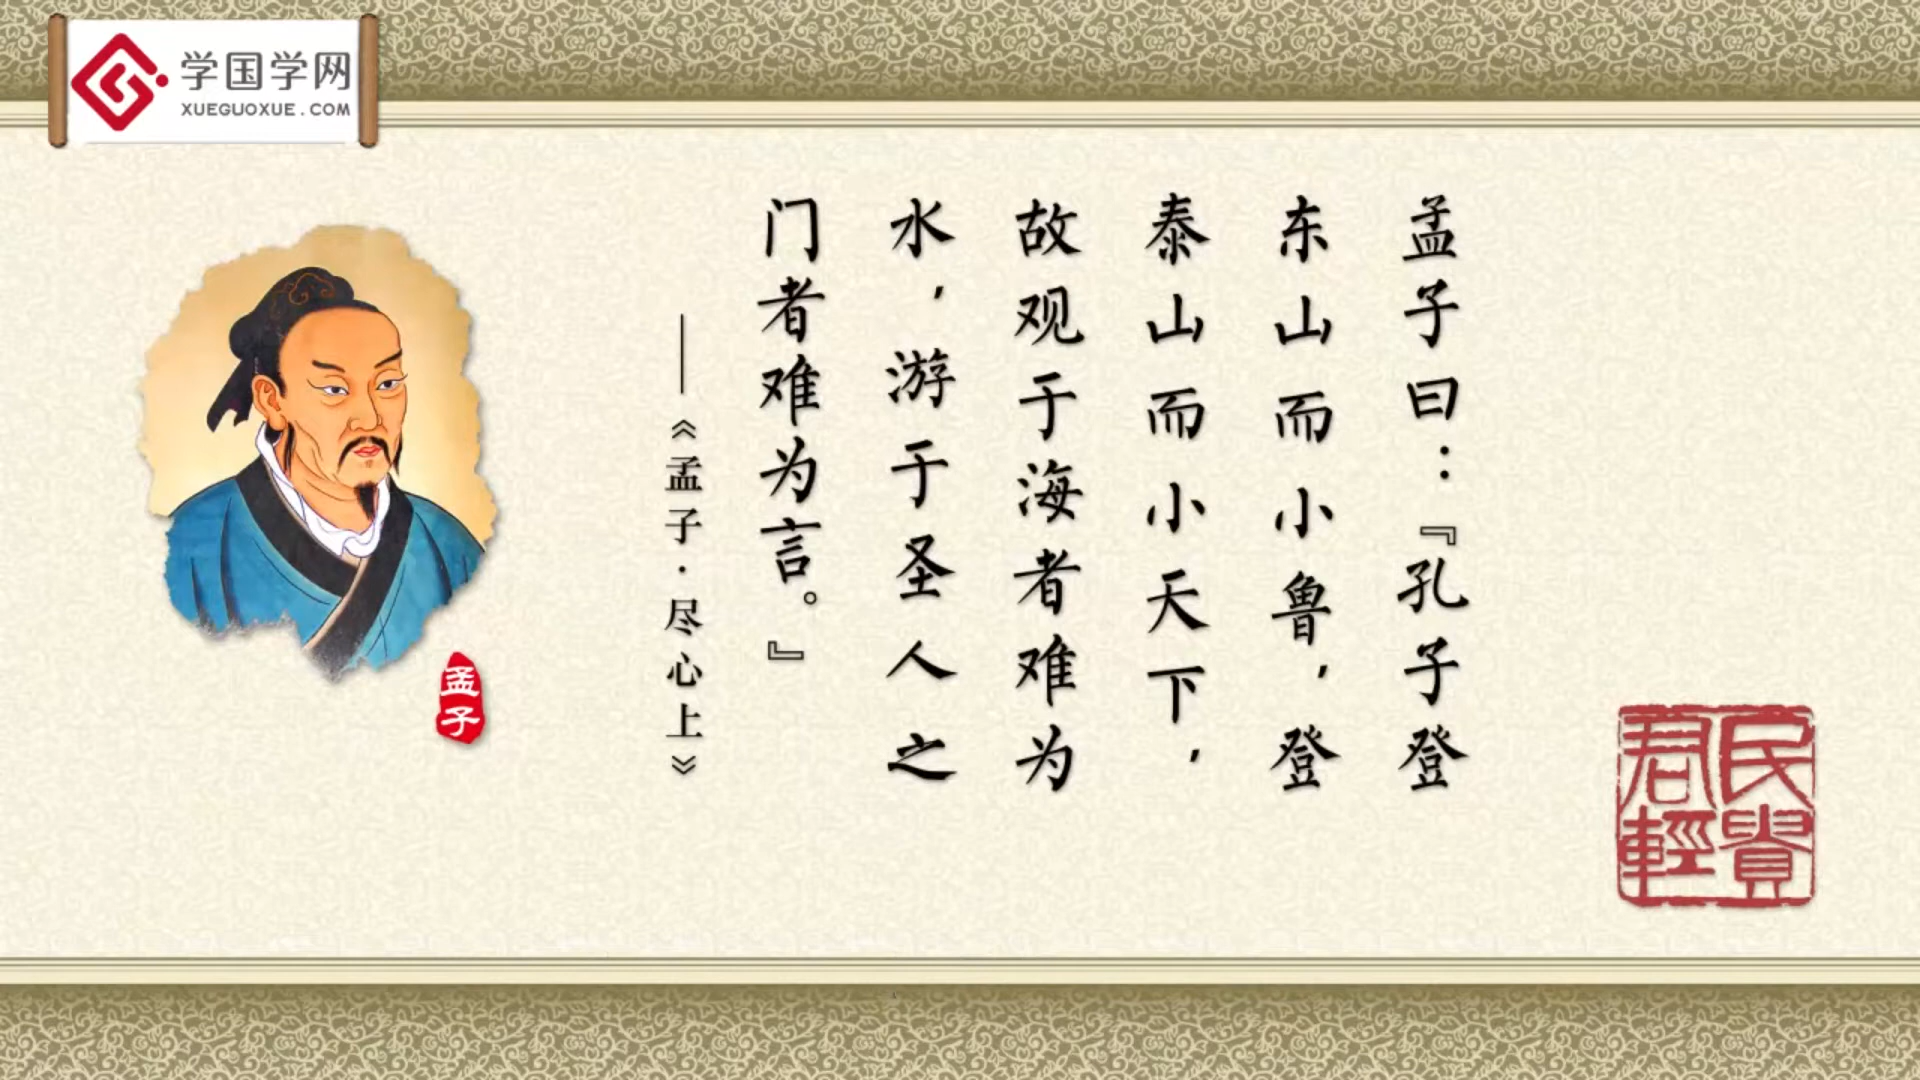 学国学网
XUEGUOXUE.COM
孟子曰：『孔子登
东山而小鲁，登
泰山而小天下，
故观于海者难为
水，游于圣人之
门者难为言。』
——《孟子·尽心上》
孟子
民贵
君輕